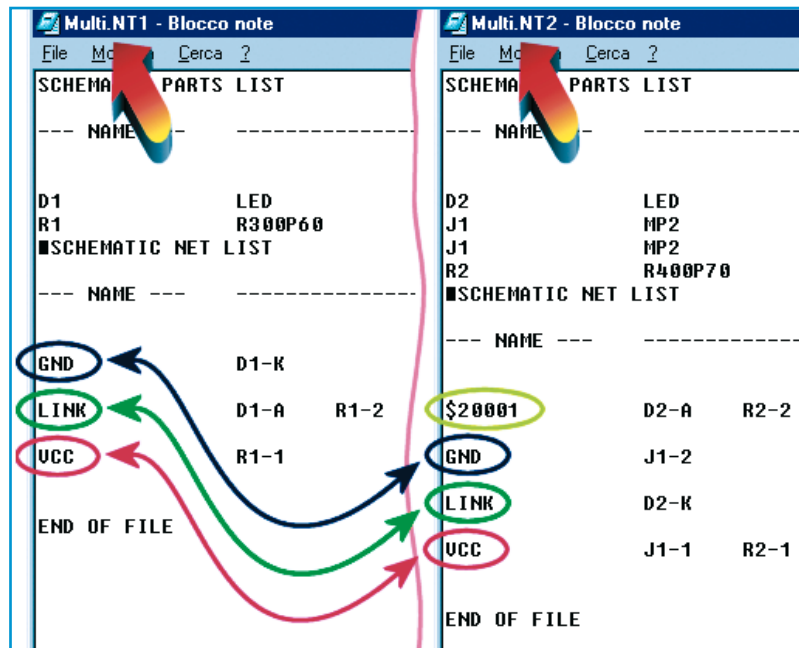 Multi.NT1 - Blocco note
File Cerca ?
PARTS LIST
--- NAME --- ---------------
D1 LED
R1 R300P60
SCHEMATIC NET LIST
--- NAME --- ---------------
GND D1-K
LINK D1-A R1-2
VCC R1-1
END OF FILE
Multi.NT2 - Blocco note
File Cerca ?
PARTS LIST
--- NAME --- -------------
D2 LED
J1 MP2
J1 MP2
R2 R400P70
SCHEMATIC NET LIST
--- NAME --- -------------
$20001 D2-A R2-2
GND J1-2
LINK D2-K
VCC J1-1 R2-1
END OF FILE